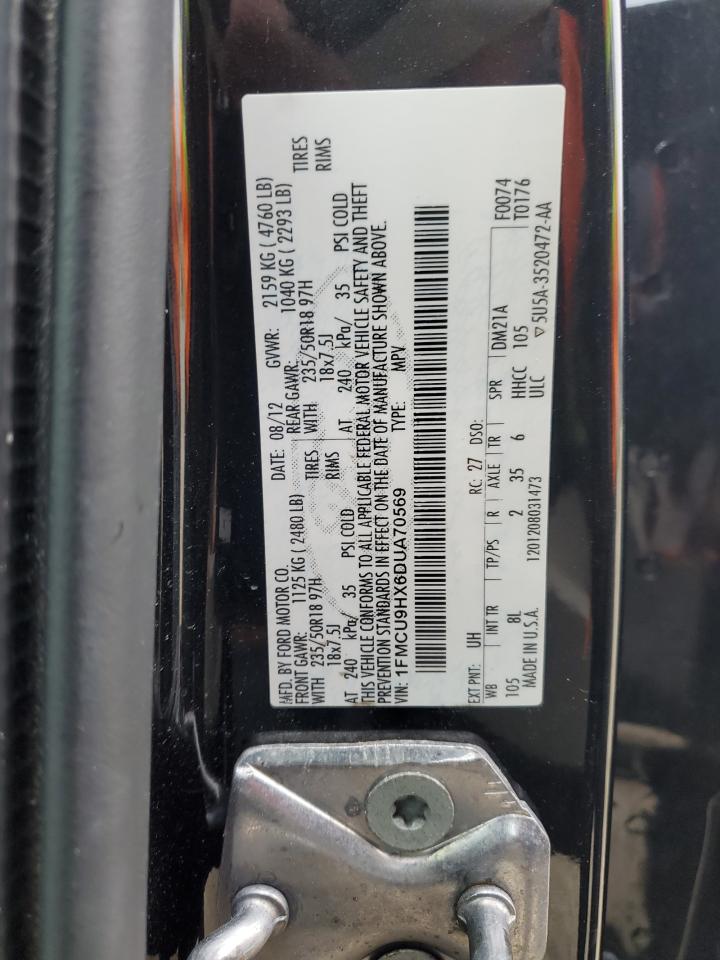 MFD. BY FORD MOTOR CO. DATE: 08/12 GVWR: 2159 KG ( 4760 LB)
FRONT GAWR: 1125 KG ( 2480 LB) REAR GAWR: 1040 KG ( 2293 LB)
WITH 235/50R18 97H TIRES WITH 235/50R18 97H TIRES
18x7.5J RIMS 18x7.5J RIMS
AT 240 kPa/ 35 PSI COLD AT 240 kPa/ 35 PSI COLD
THIS VEHICLE CONFORMS TO ALL APPLICABLE FEDERAL MOTOR VEHICLE SAFETY AND THEFT
PREVENTION STANDARDS IN EFFECT ON THE DATE OF MANUFACTURE SHOWN ABOVE.
VIN: 1FMCU9HX6DUA70569 TYPE: MPV
EXT PNT: UH RC: 27 DSO:
WB INT TR TP/PS R AXLE TR SPR DM21A F0074
105 8L 2 35 6 HHCC 105 T0176
MADE IN U.S.A. 1201208031473 ULC ▽5U5A-3520472-AA